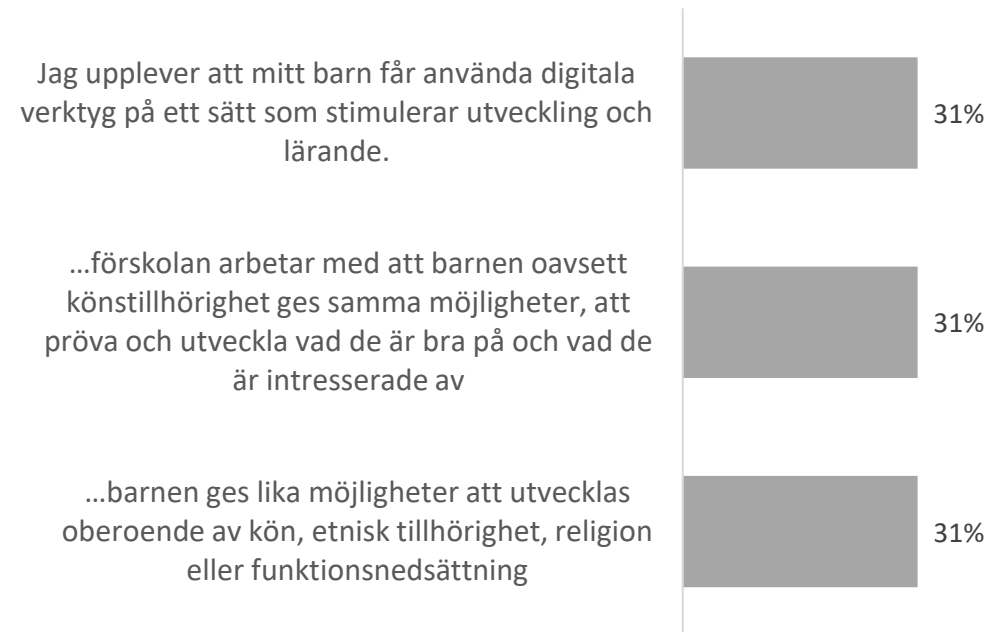 Jag upplever att mitt barn får använda digitala
verktyg på ett sätt som stimulerar utveckling och
lärande.
31%
…förskolan arbetar med att barnen oavsett
könstillhörighet ges samma möjligheter, att
pröva och utveckla vad de är bra på och vad de
är intresserade av
31%
…barnen ges lika möjligheter att utvecklas
oberoende av kön, etnisk tillhörighet, religion
eller funktionsnedsättning
31%